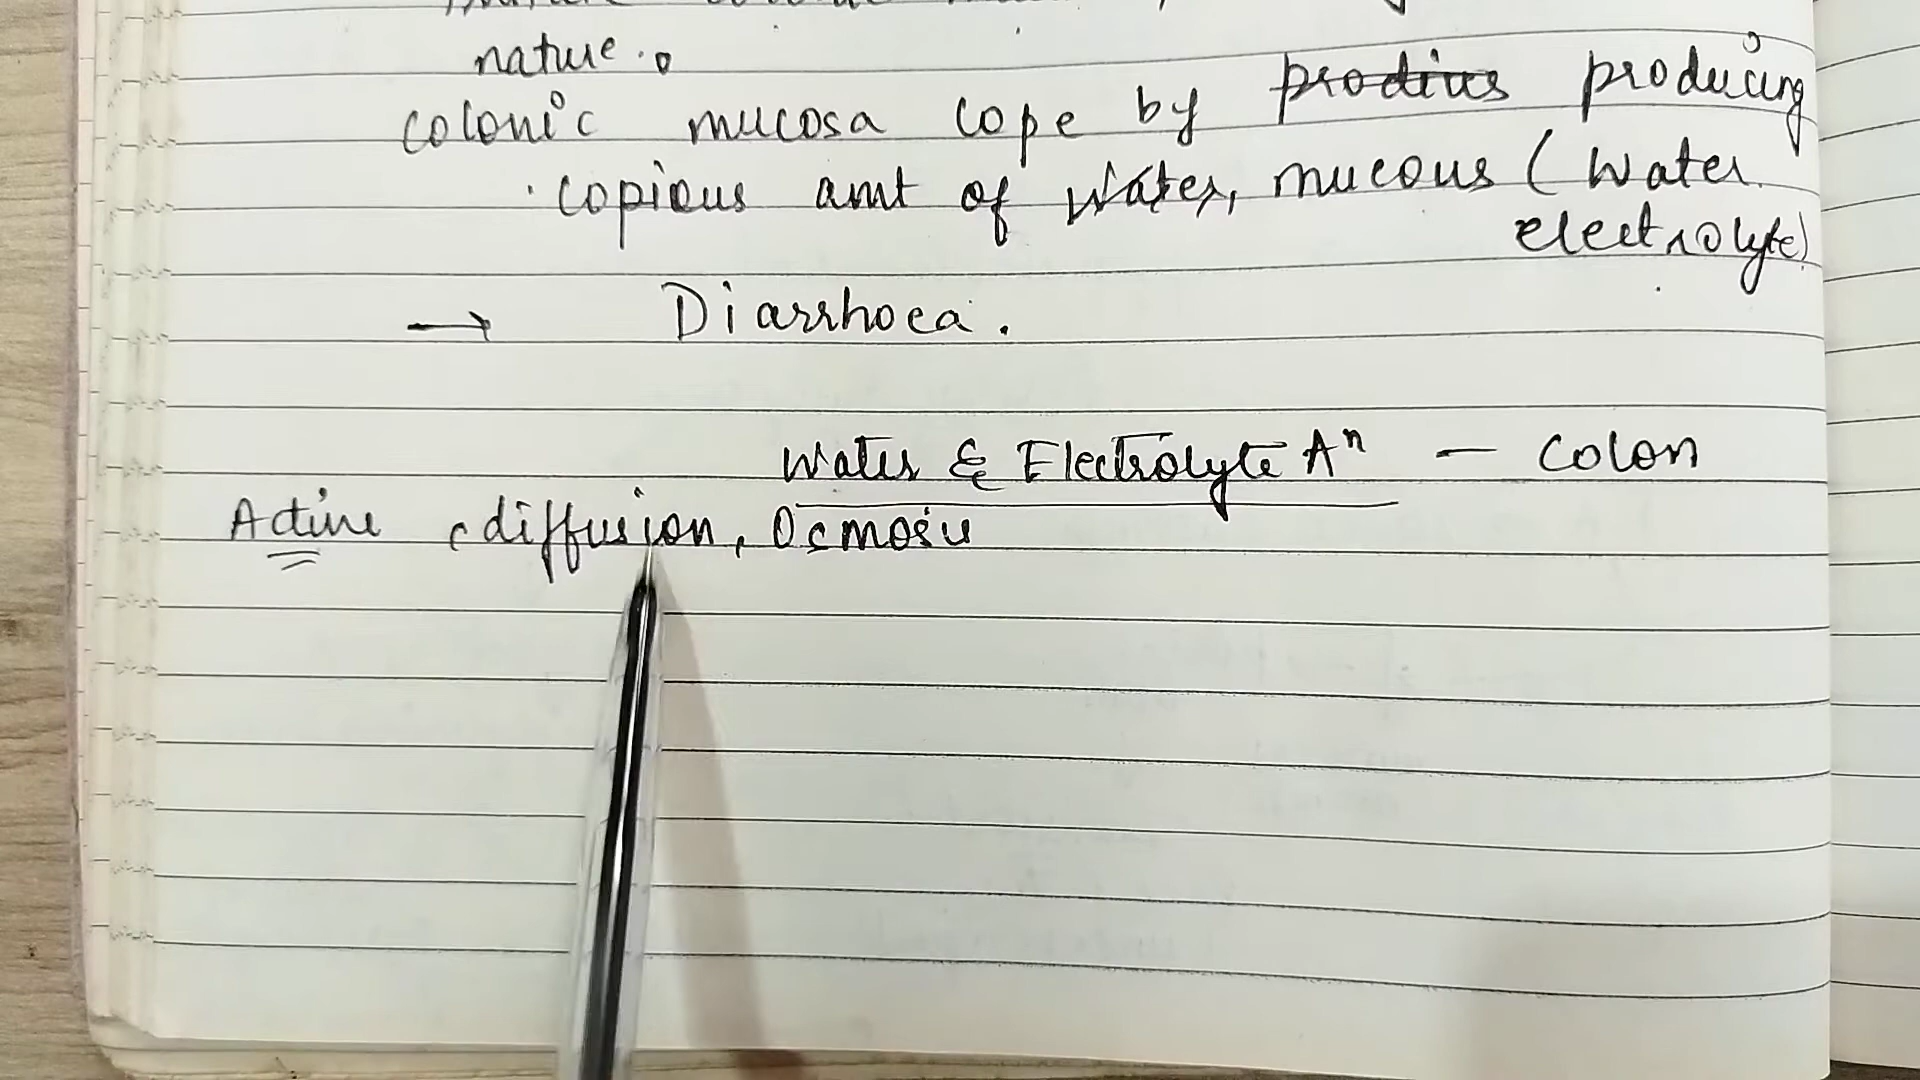 nature.
colonic mucosa cope by prodius producing
copious amt of water, mucous (water
electrolyte)
→ Diarrhoea.
Water & Electrolyte Aⁿ – Colon
Active diffusion, Osmosis